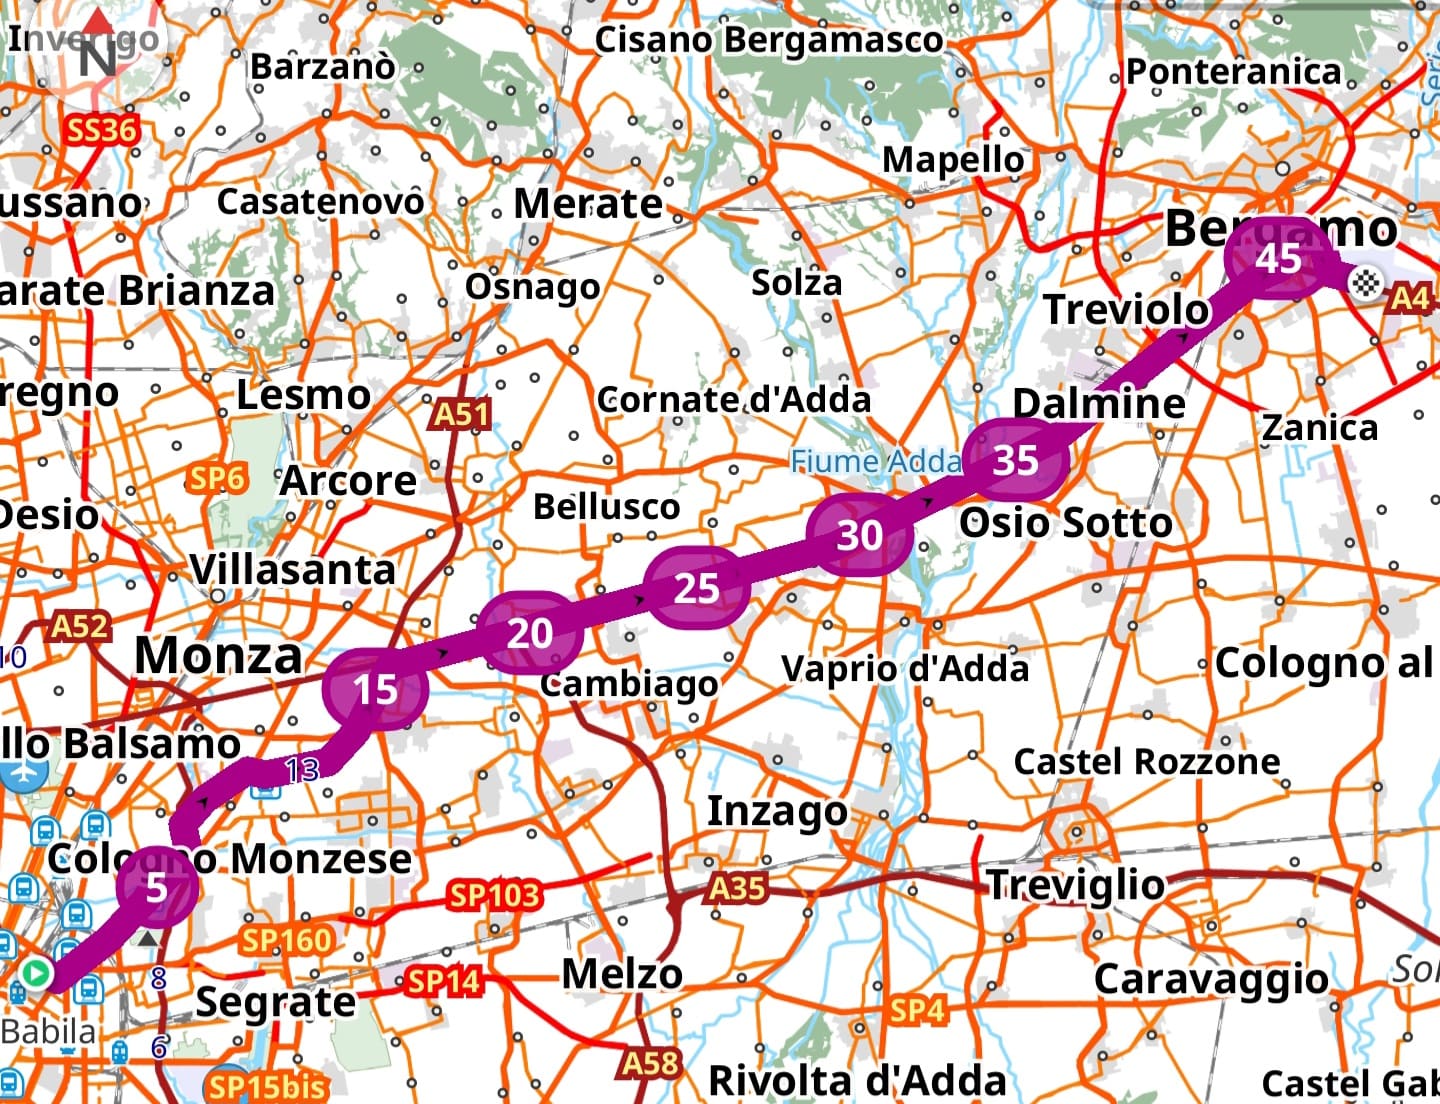 Inverigo
N
Barzanò
Cisano Bergamasco
Ponteranica
SS36
Mapello
ussano
Casatenovo
Merate
Bergamo
45
arate Brianza
Osnago
Solza
Treviolo
A4
regno
Lesmo
A51
Cornate d'Adda
Dalmine
Zanica
SP6
Arcore
Fiume Adda
35
Desio
Bellusco
30
Osio Sotto
Villasanta
25
A52
20
10
Monza
15
Cambiago
Vaprio d'Adda
Cologno al
llo Balsamo
13
Castel Rozzone
Inzago
Cologno Monzese
5
SP103
A35
Treviglio
SP160
8
SP14
Melzo
Caravaggio
Segrate
SP4
Babila
6
A58
SP15bis
Rivolta d'Adda
Castel Gab